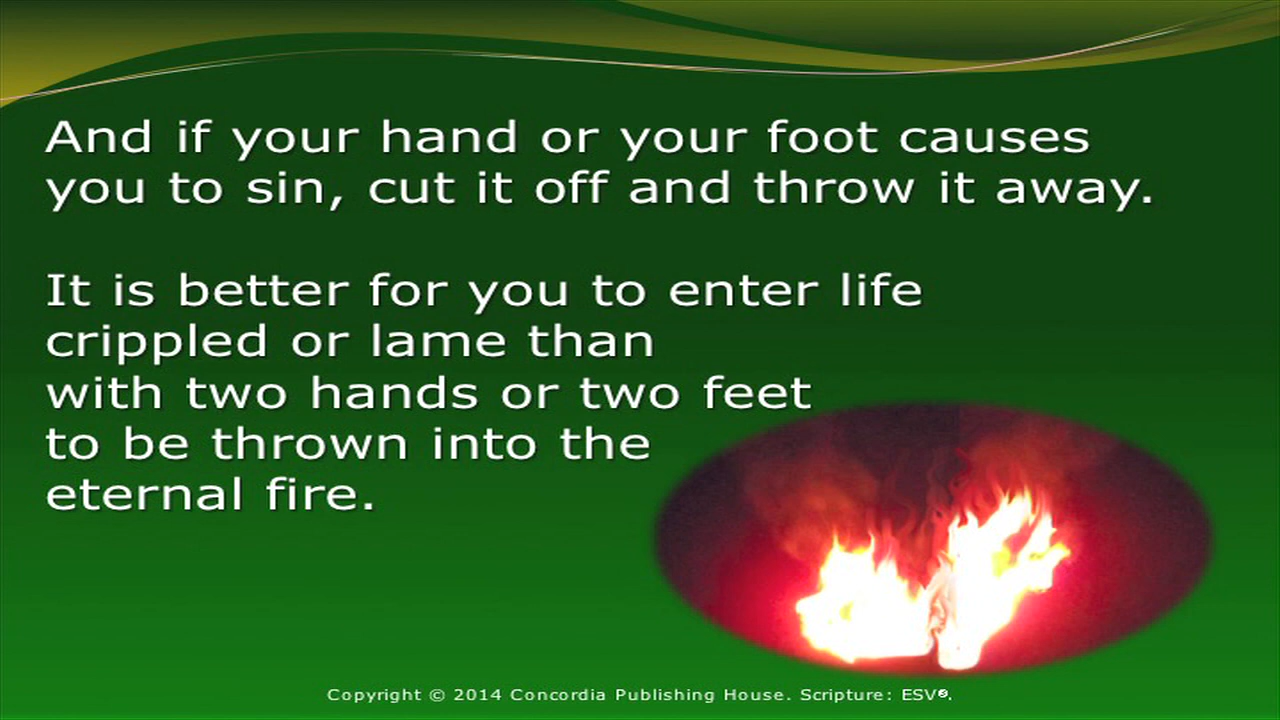 And if your hand or your foot causes
you to sin, cut it off and throw it away.
It is better for you to enter life
crippled or lame than
with two hands or two feet
to be thrown into the
eternal fire.
Copyright © 2014 Concordia Publishing House. Scripture: ESV®.